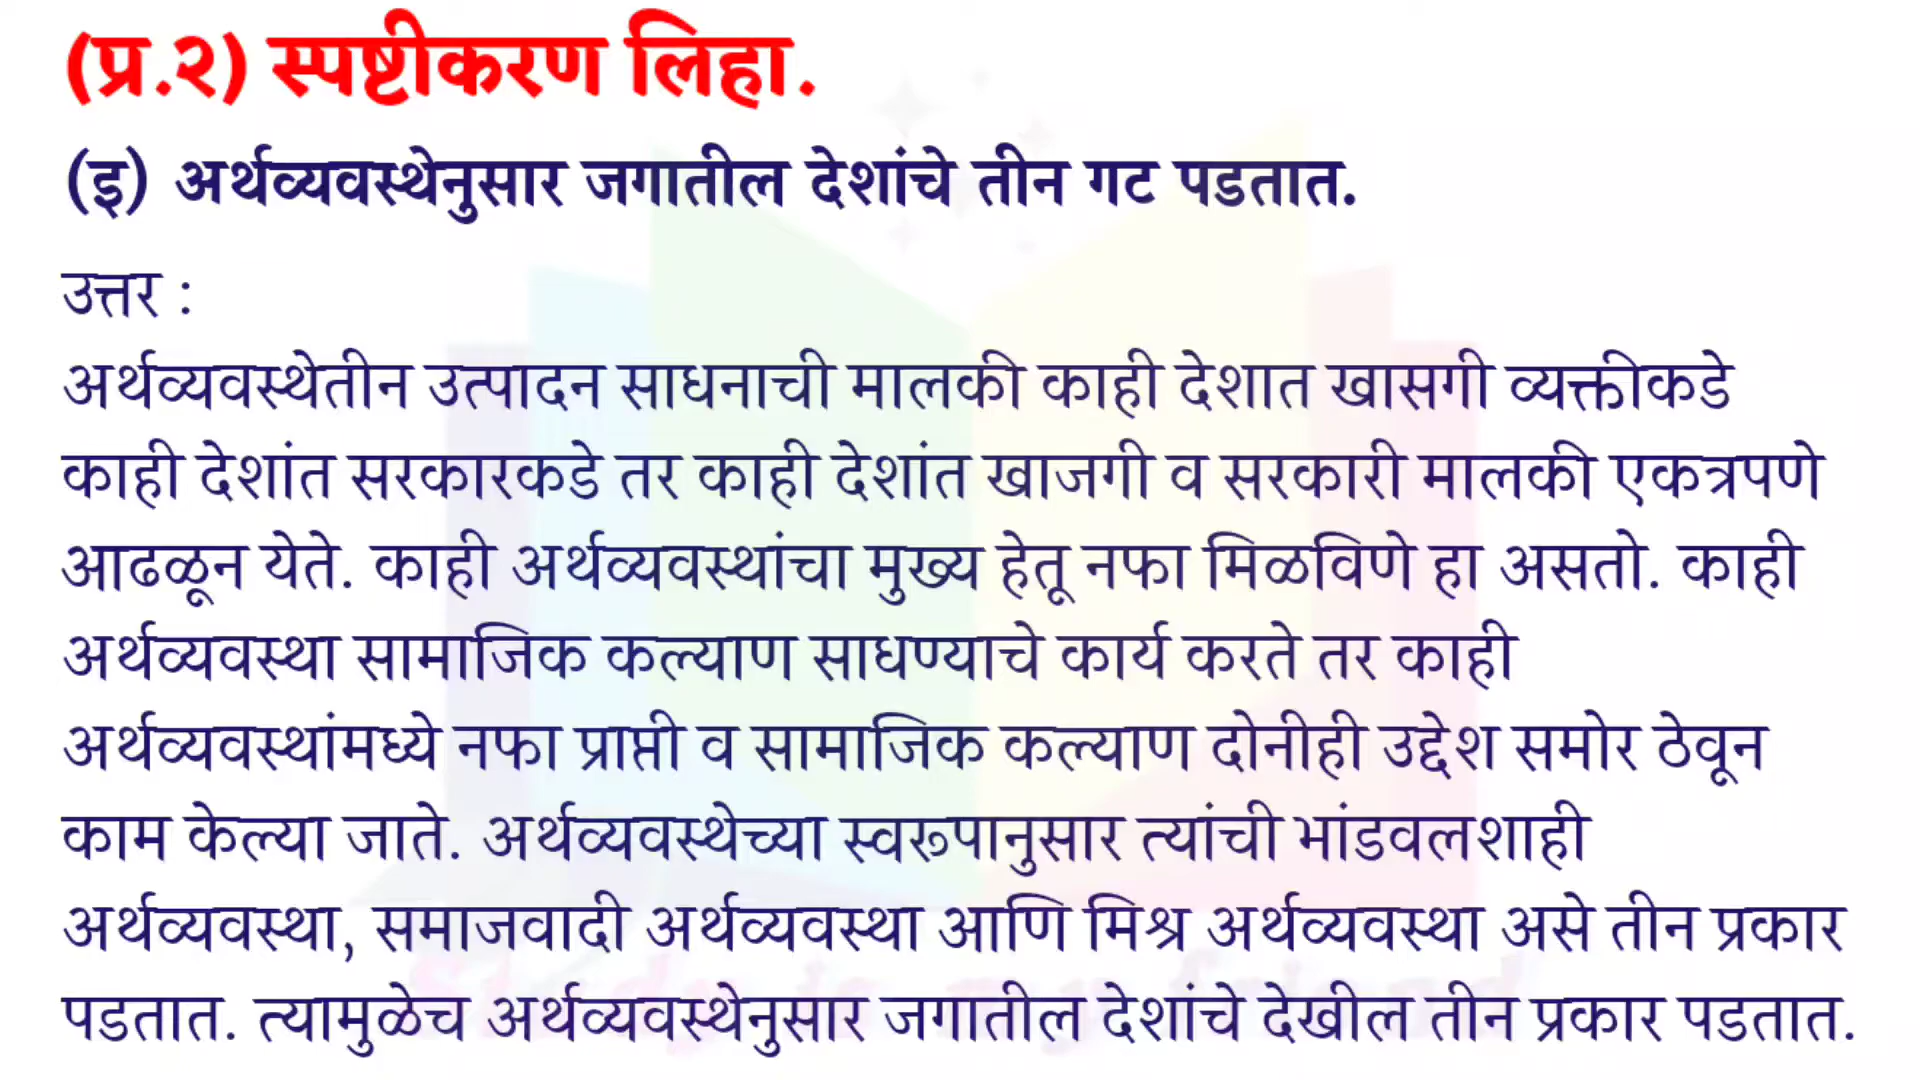 (प्र.२) स्पष्टीकरण लिहा.
(इ) अर्थव्यवस्थेनुसार जगातील देशांचे तीन गट पडतात.
उत्तर :
अर्थव्यवस्थेतीन उत्पादन साधनाची मालकी काही देशात खासगी व्यक्तीकडे
काही देशांत सरकारकडे तर काही देशांत खाजगी व सरकारी मालकी एकत्रपणे
आढळून येते. काही अर्थव्यवस्थांचा मुख्य हेतू नफा मिळविणे हा असतो. काही
अर्थव्यवस्था सामाजिक कल्याण साधण्याचे कार्य करते तर काही
अर्थव्यवस्थांमध्ये नफा प्राप्ती व सामाजिक कल्याण दोनीही उद्देश समोर ठेवून
काम केल्या जाते. अर्थव्यवस्थेच्या स्वरूपानुसार त्यांची भांडवलशाही
अर्थव्यवस्था, समाजवादी अर्थव्यवस्था आणि मिश्र अर्थव्यवस्था असे तीन प्रकार
पडतात. त्यामुळेच अर्थव्यवस्थेनुसार जगातील देशांचे देखील तीन प्रकार पडतात.